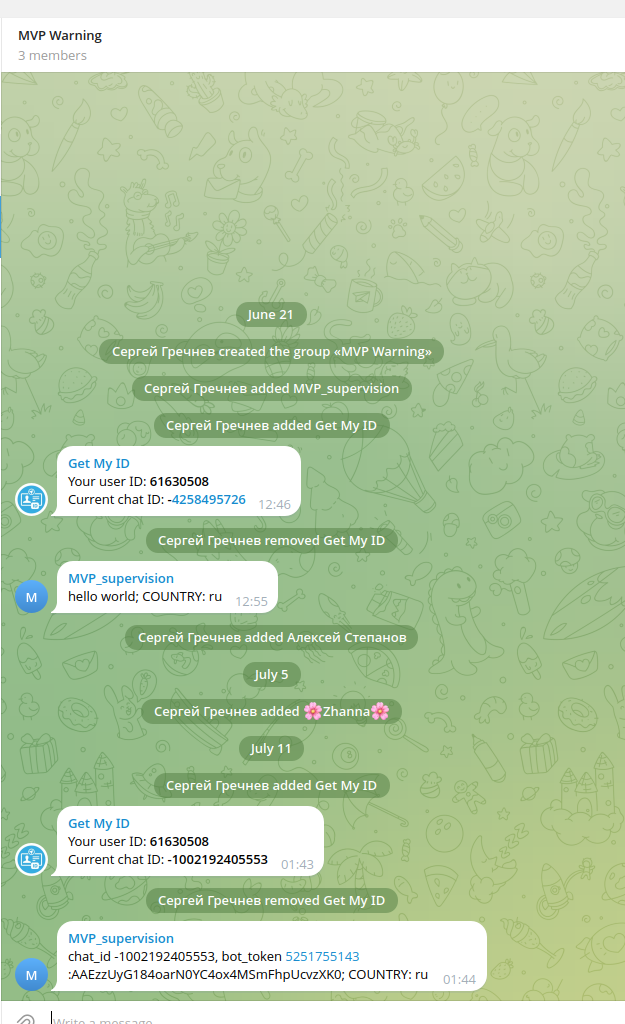 MVP Warning
3 members
June 21
Сергей Гречнев created the group «MVP Warning»
Сергей Гречнев added MVP_supervision
Сергей Гречнев added Get My ID
Get My ID
Your user ID: 61630508
Current chat ID: -4258495726 12:46
Сергей Гречнев removed Get My ID
MVP_supervision
hello world; COUNTRY: ru 12:55
M
Сергей Гречнев added Алексей Степанов
July 5
Сергей Гречнев added 🌸Zhanna🌸
July 11
Сергей Гречнев added Get My ID
Get My ID
Your user ID: 61630508
Current chat ID: -1002192405553 01:43
Сергей Гречнев removed Get My ID
MVP_supervision
chat_id -1002192405553, bot_token 5251755143
:AAEzzUyG184oarN0YC4ox4MSmFhpUcvzXK0; COUNTRY: ru 01:44
M
Write a message